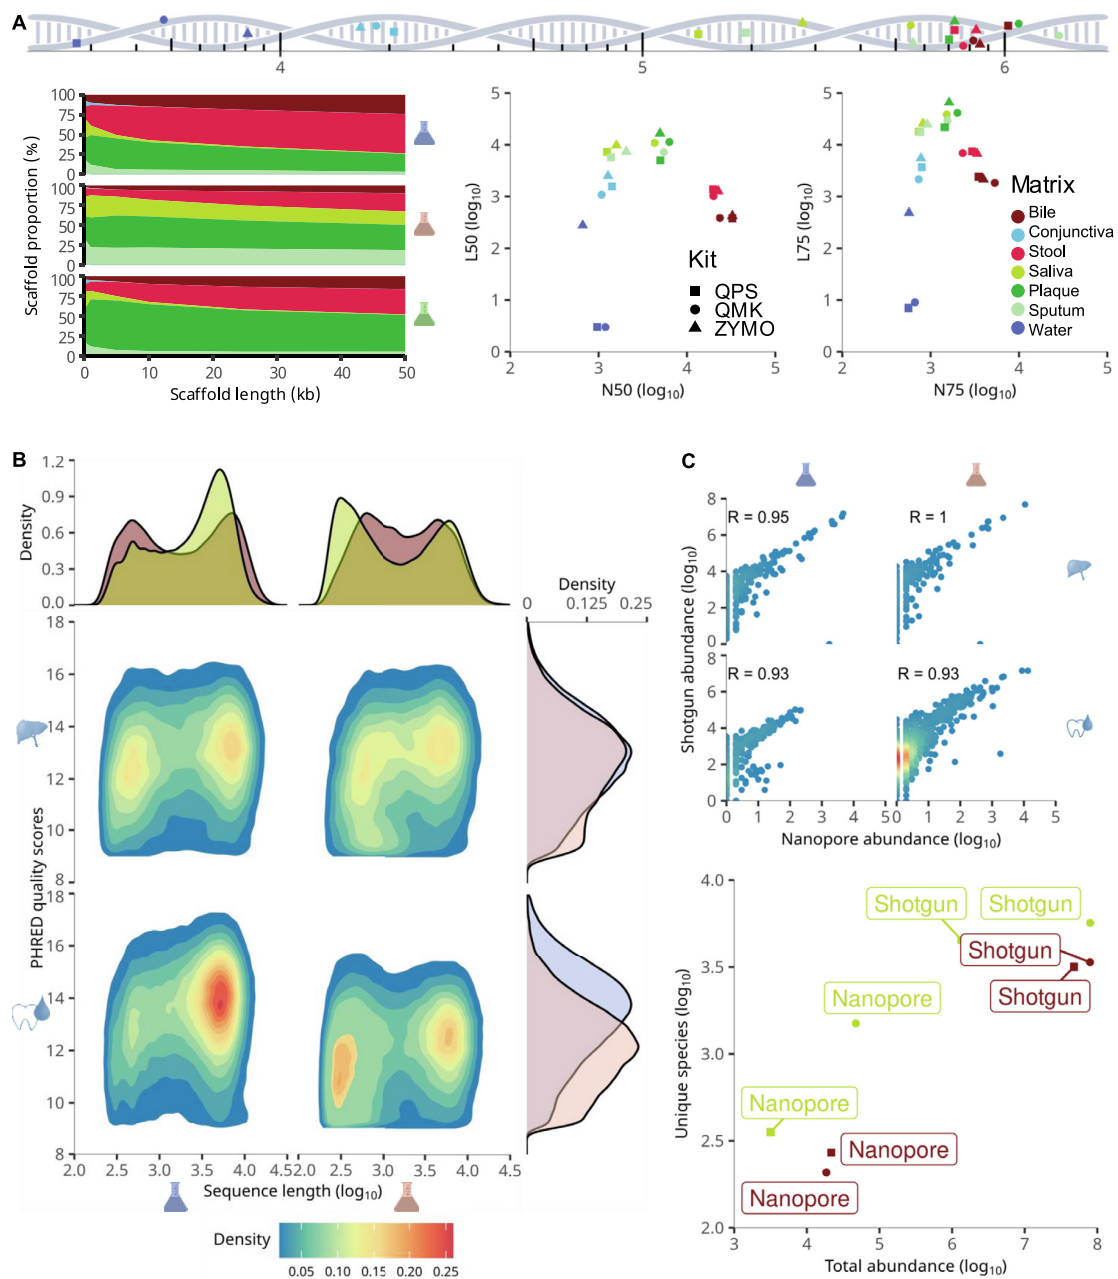 A
4 5 6
100
75
50
25
0
100
75
50
25
0
100
75
50
25
0
Scaffold proportion (%)
0 10 20 30 40 50
Scaffold length (kb)
5
4
3
2
1
0
L50 (log10)
2 3 4 5
N50 (log10)
Kit
QPS
QMK
ZYMO
5
4
3
2
1
0
L75 (log10)
2 3 4 5
N75 (log10)
Matrix
Bile
Conjunctiva
Stool
Saliva
Plaque
Sputum
Water
B
1.2
0.9
0.6
0.3
0.0
Density
Density
0 0.125 0.25
18
16
14
12
10
8
18
16
14
12
10
8
PHRED quality scores
2.0 2.5 3.0 3.5 4.0 4.5 2.0 2.5 3.0 3.5 4.0 4.5
Sequence length (log10)
Density
0.05 0.10 0.15 0.20 0.25
C
8
6
4
2
0
R = 0.95 R = 1
8
6
4
2
0
R = 0.93 R = 0.93
Shotgun abundance (log10)
0 1 2 3 4 5 0 1 2 3 4 5
Nanopore abundance (log10)
4.0
3.5
3.0
2.5
2.0
Unique species (log10)
Shotgun Shotgun
Shotgun
Shotgun
Nanopore
Nanopore
Nanopore
Nanopore
3 4 5 6 7 8
Total abundance (log10)